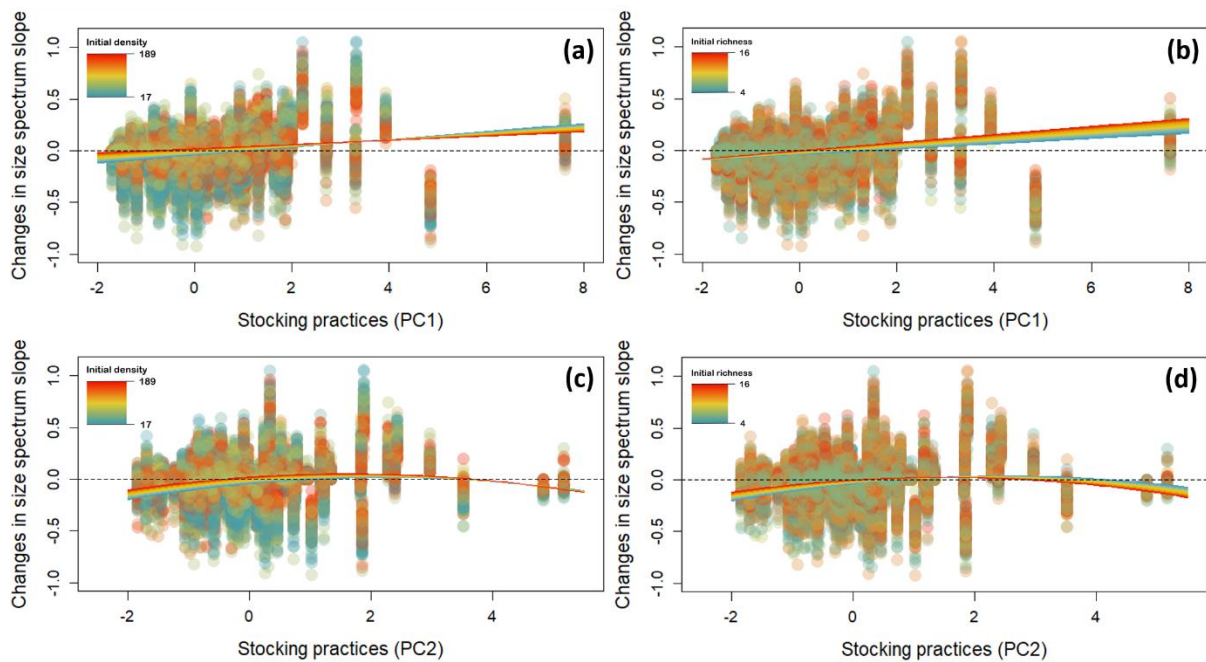 Initial density
189
17
(a)
Changes in size spectrum slope
1.0
0.5
0.0
-0.5
-1.0
-2 0 2 4 6 8
Stocking practices (PC1)
Initial richness
16
4
(b)
Changes in size spectrum slope
1.0
0.5
0.0
-0.5
-1.0
-2 0 2 4 6 8
Stocking practices (PC1)
Initial density
189
17
(c)
Changes in size spectrum slope
1.0
0.5
0.0
-0.5
-1.0
-2 0 2 4
Stocking practices (PC2)
Initial richness
16
4
(d)
Changes in size spectrum slope
1.0
0.5
0.0
-0.5
-1.0
-2 0 2 4
Stocking practices (PC2)